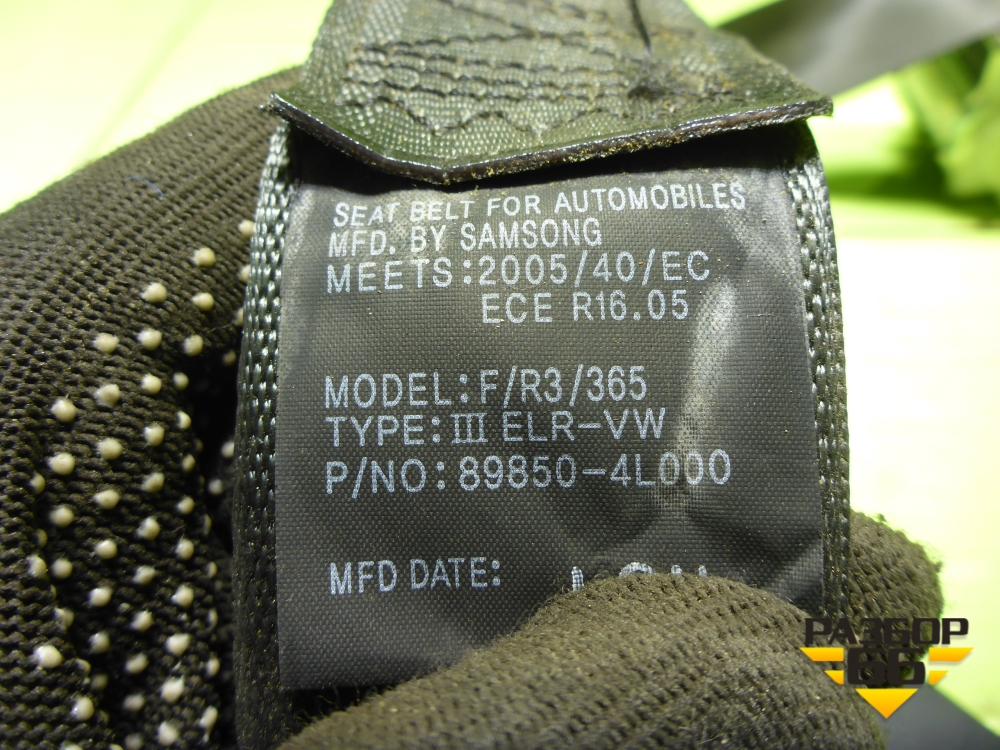 SEAT BELT FOR AUTOMOBILES
MFD. BY SAMSONG
MEETS:2005/40/EC
ECE R16.05
MODEL:F/R3/365
TYPE:III ELR-VW
P/NO:89850-4L000
MFD DATE:
РАЗБОР
66